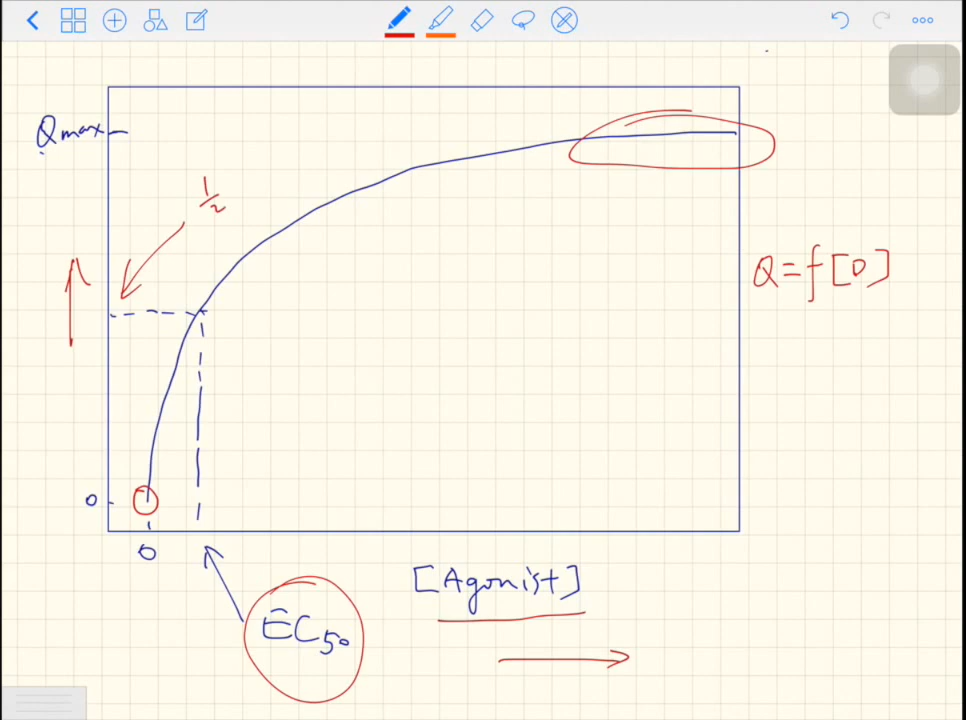 Qmax
1/2
Q = f[D]
0
0
[Agonist]
EC50